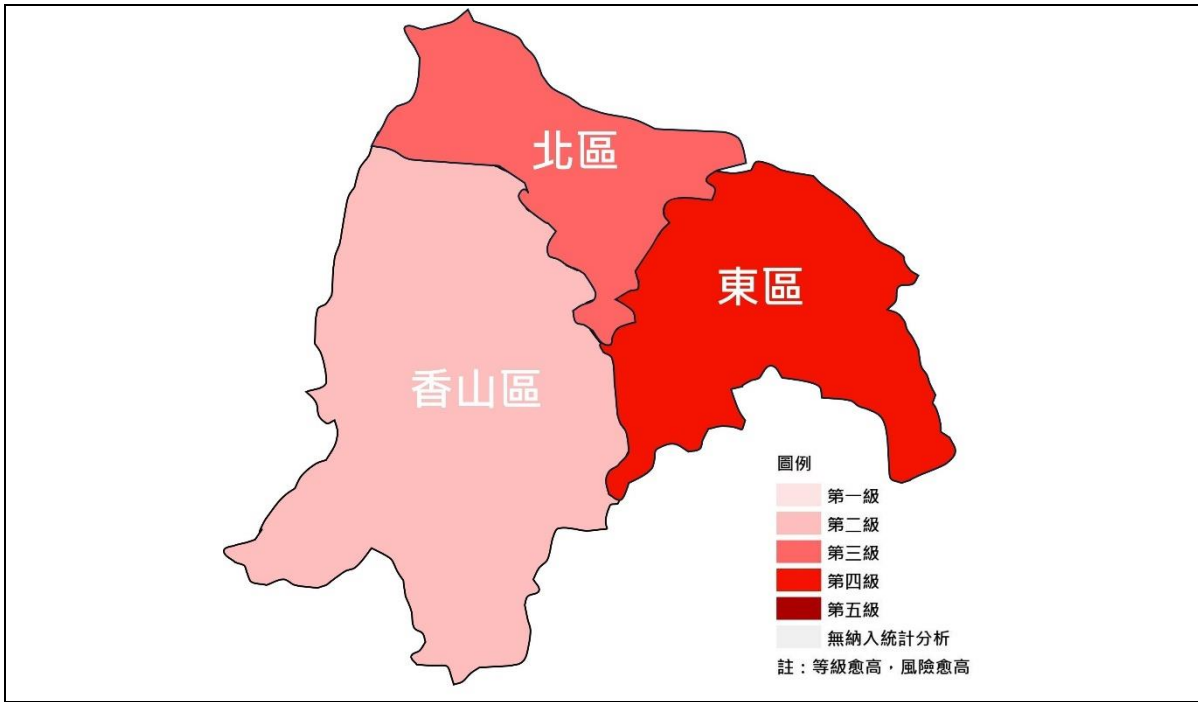 北區
東區
香山區
圖例
第一級
第二級
第三級
第四級
第五級
無納入統計分析
註：等級愈高，風險愈高